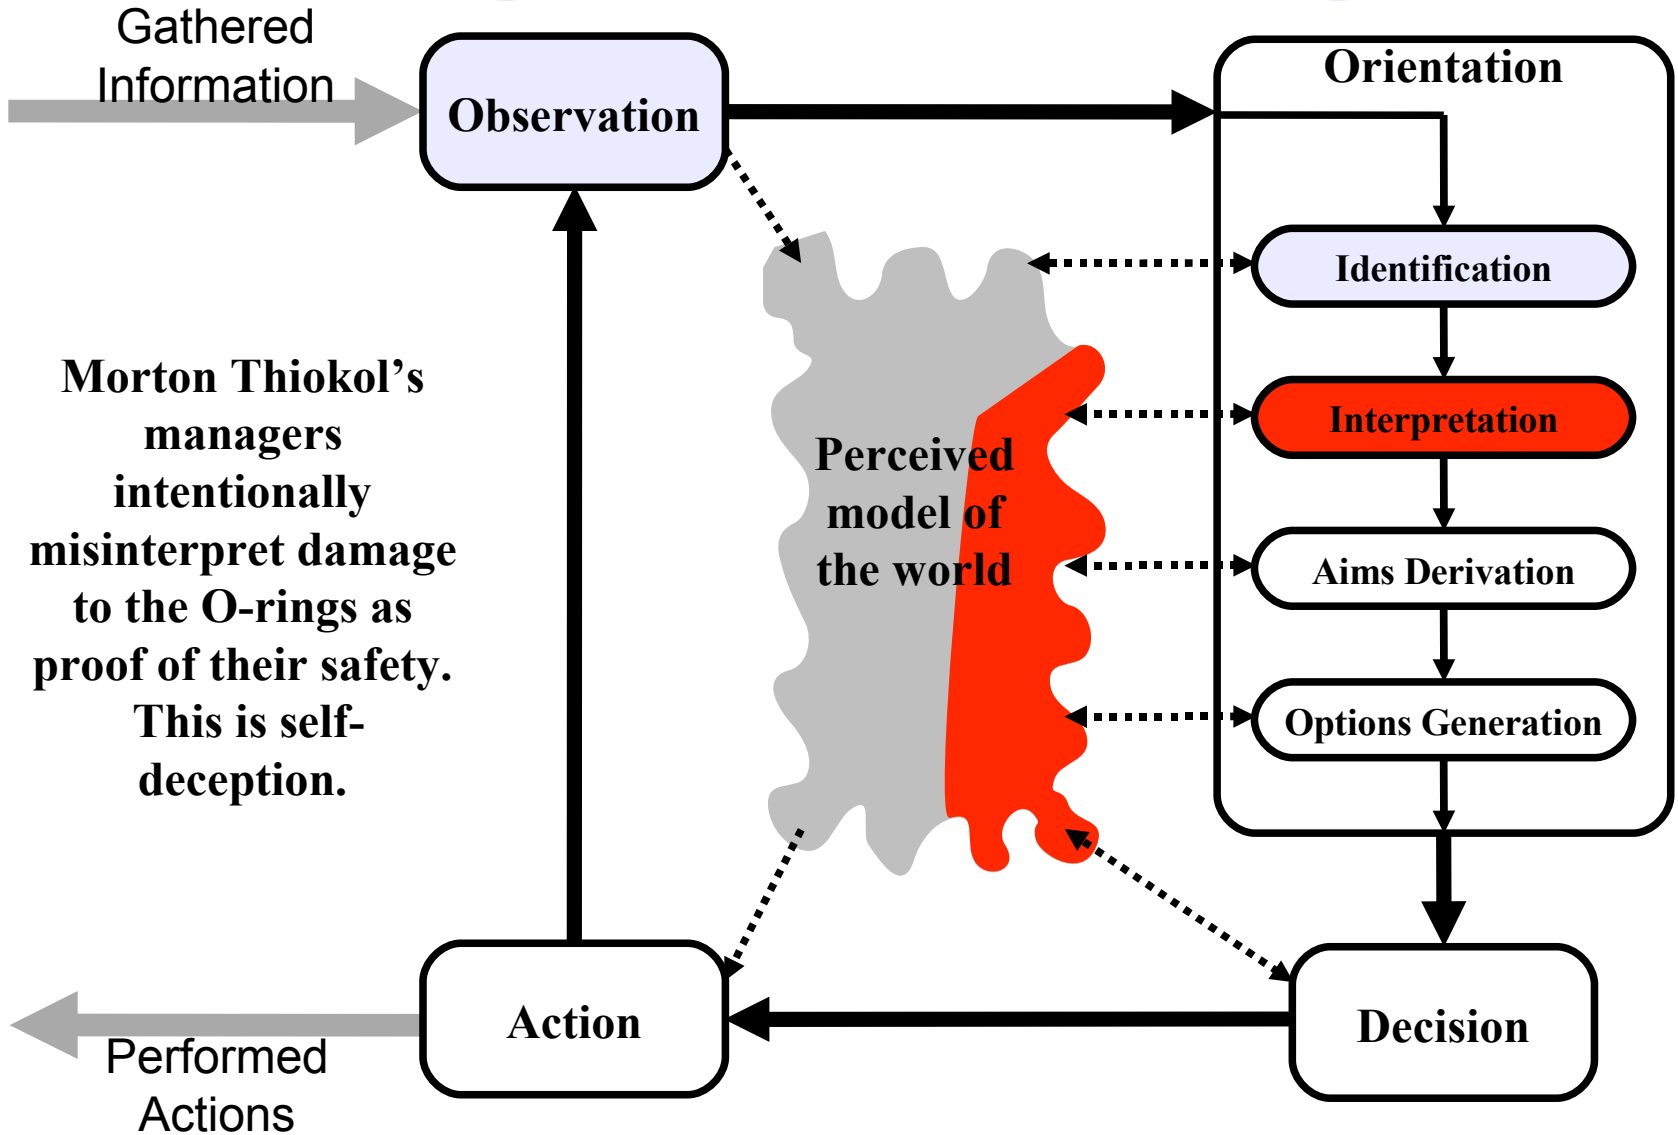 Gathered
Information
Observation
Orientation
Identification
Interpretation
Aims Derivation
Options Generation
Morton Thiokol’s
managers
intentionally
misinterpret damage
to the O-rings as
proof of their safety.
This is self-
deception.
Perceived
model of
the world
Action
Decision
Performed
Actions